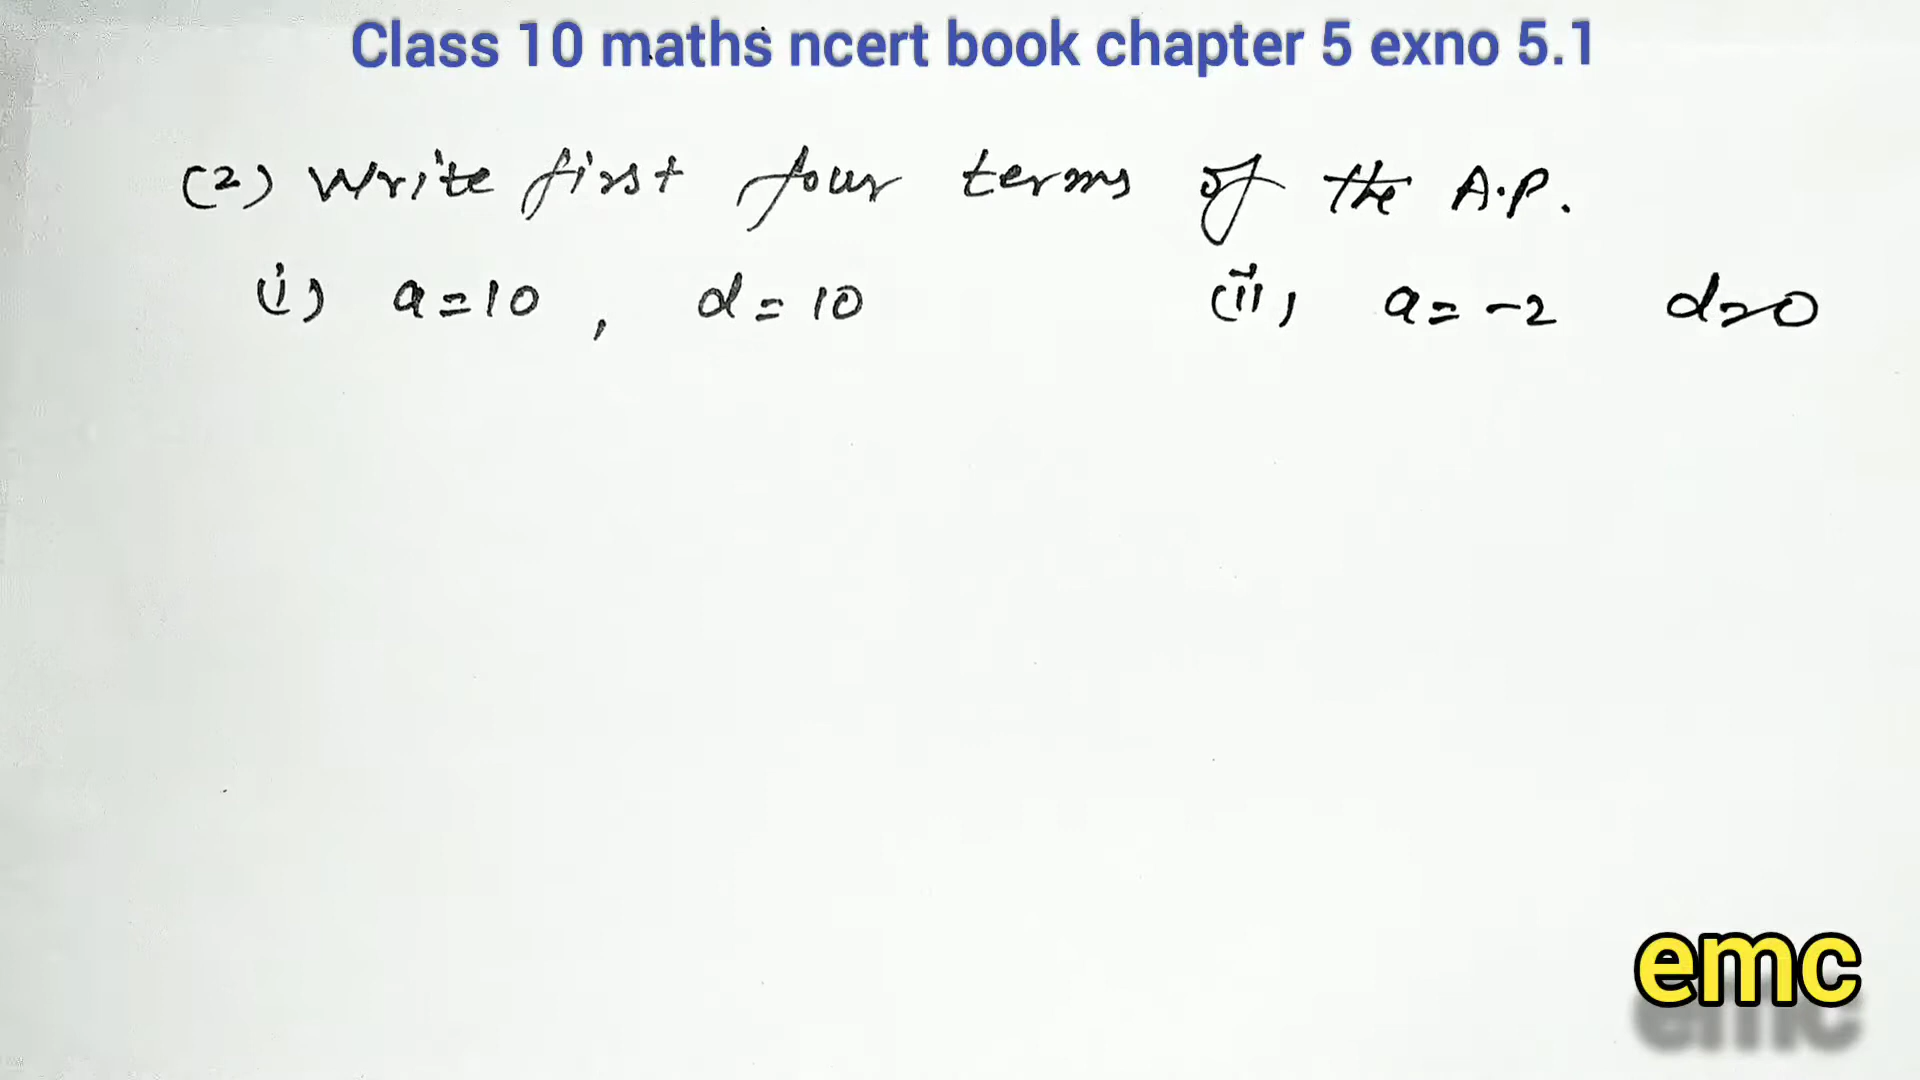 Class 10 maths ncert book chapter 5 exno 5.1
(2) Write first four terms of the A.P.
(i) a=10, d=10 (ii) a=-2 d=0
emc